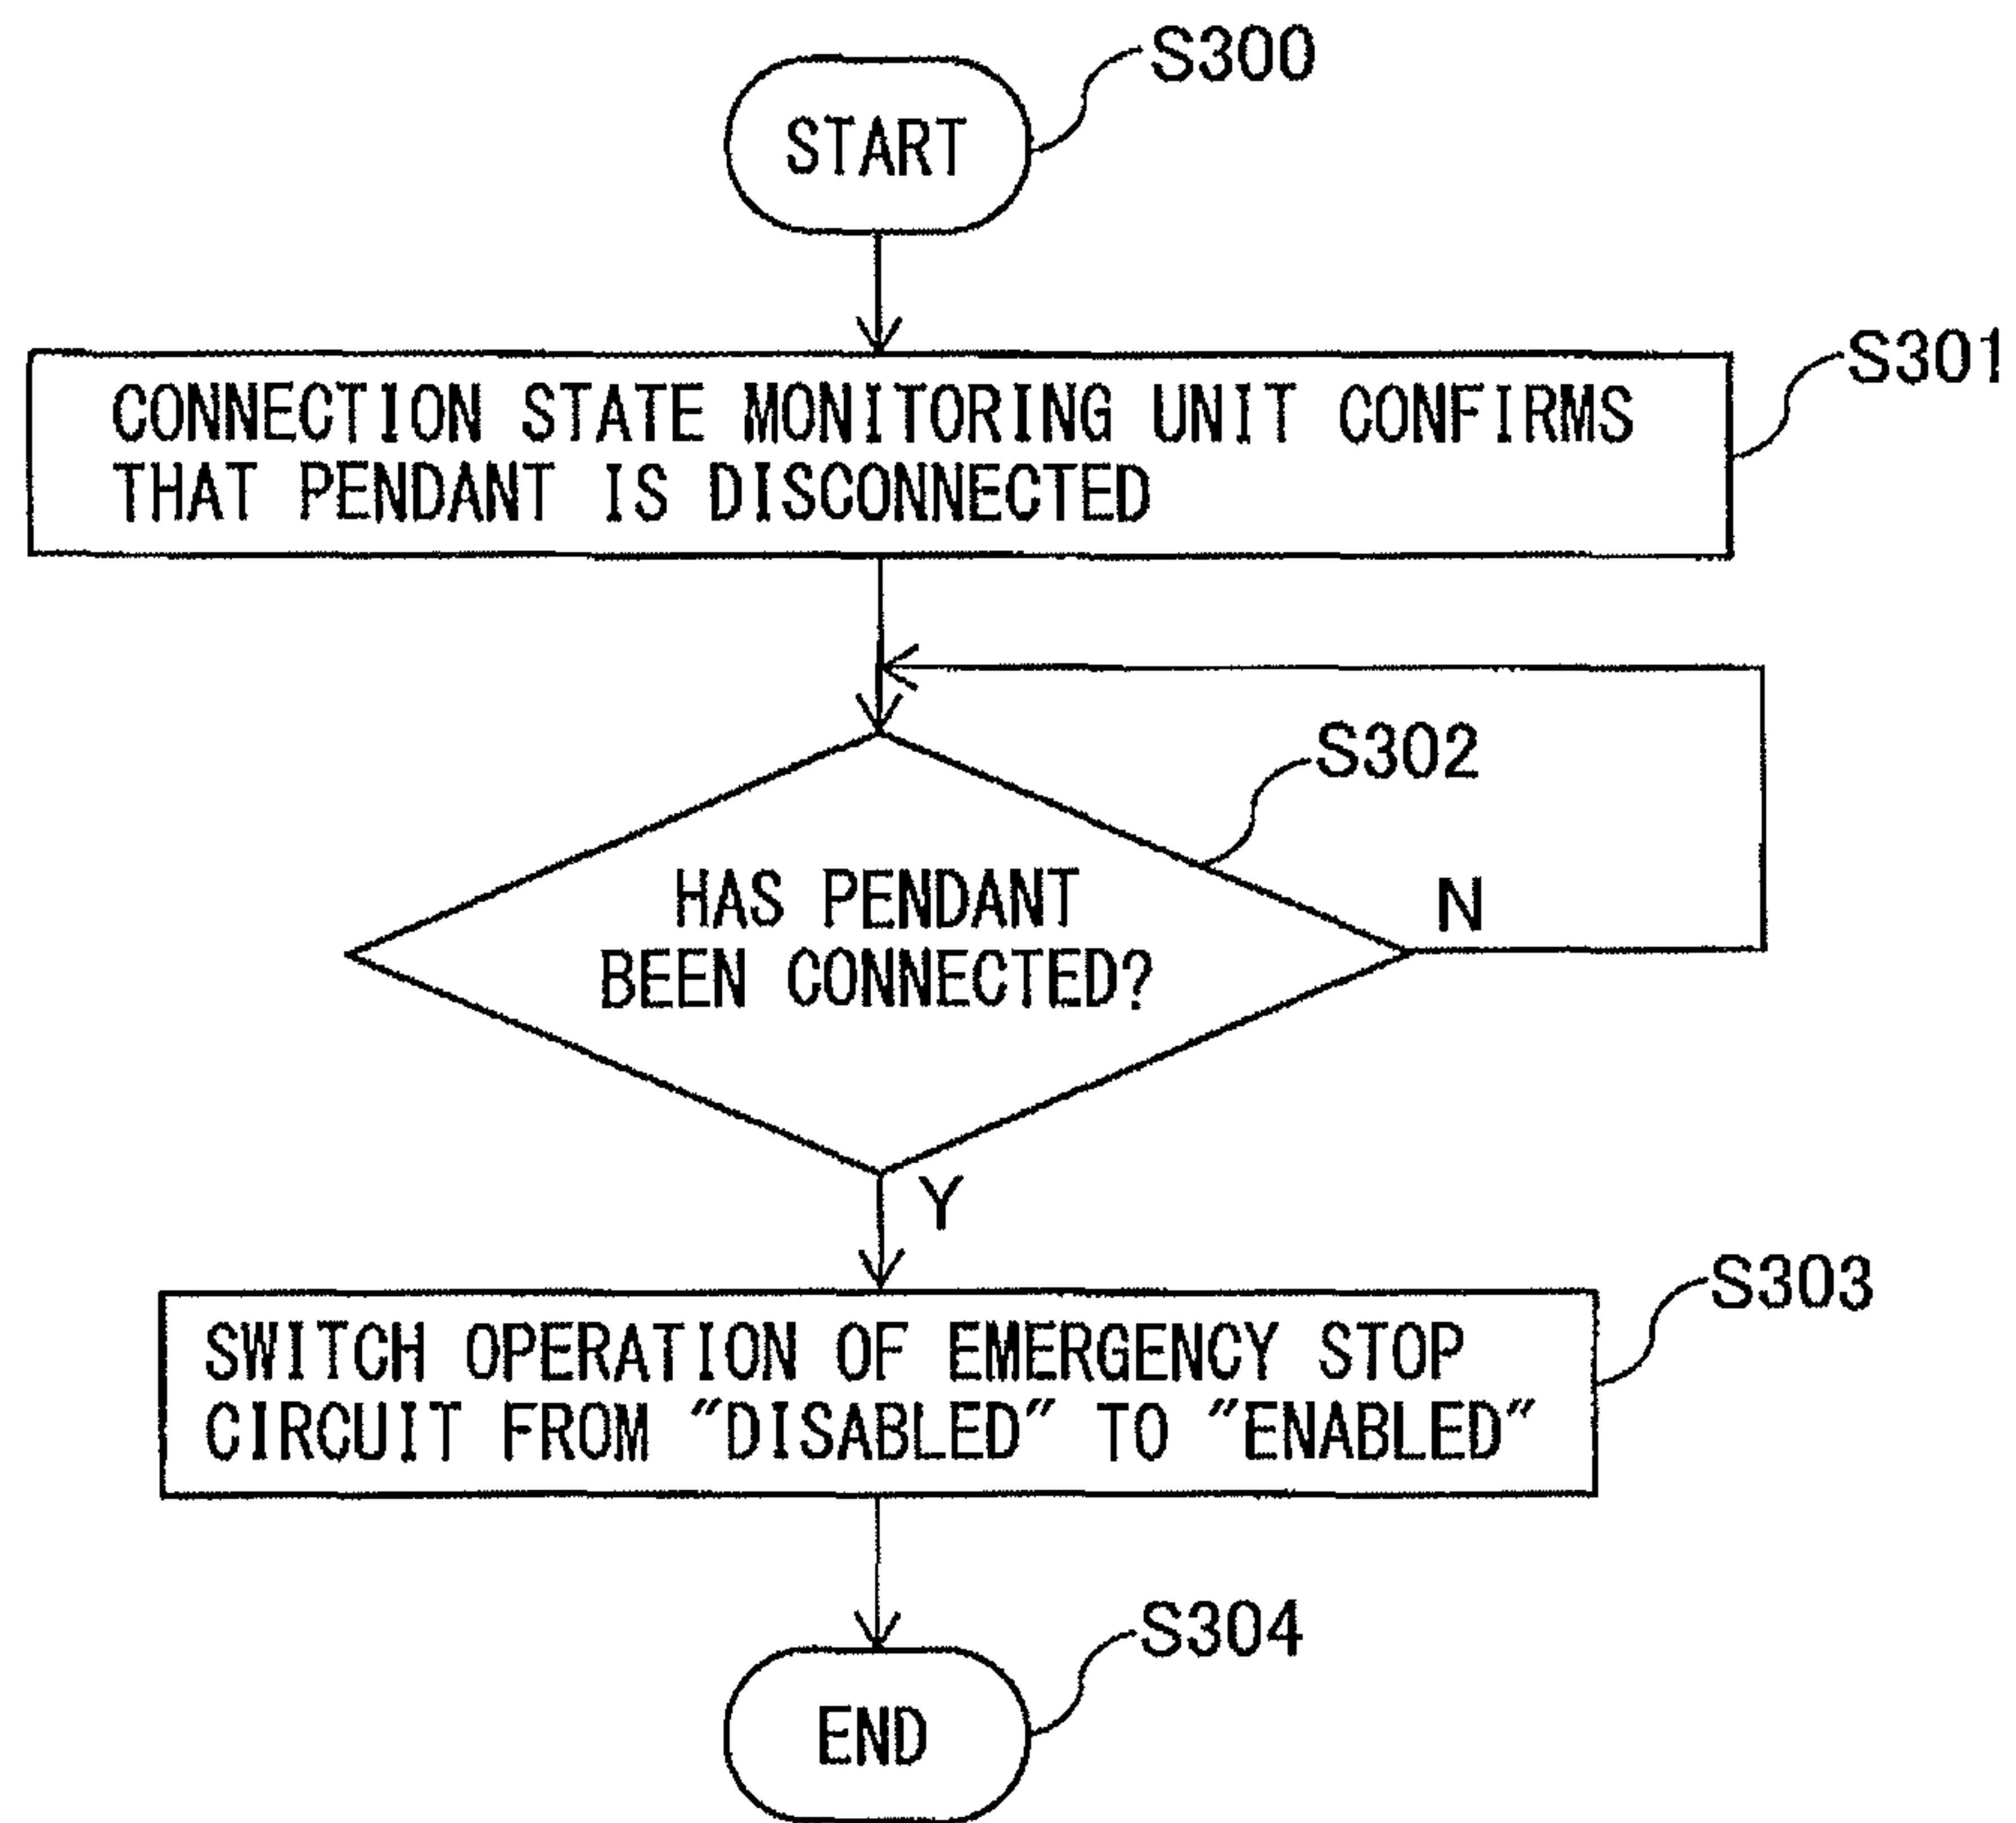 S300
START
S301
CONNECTION STATE MONITORING UNIT CONFIRMS
THAT PENDANT IS DISCONNECTED
S302
HAS PENDANT
BEEN CONNECTED?
N
Y
S303
SWITCH OPERATION OF EMERGENCY STOP
CIRCUIT FROM "DISABLED" TO "ENABLED"
S304
END